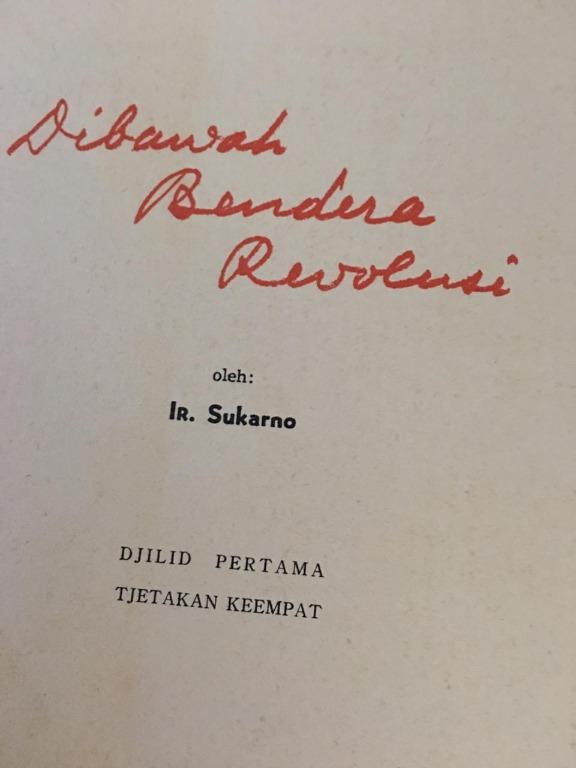 Dibawah
Bendera
Revolusi
oleh:
IR. Sukarno
DJILID PERTAMA
TJETAKAN KEEMPAT